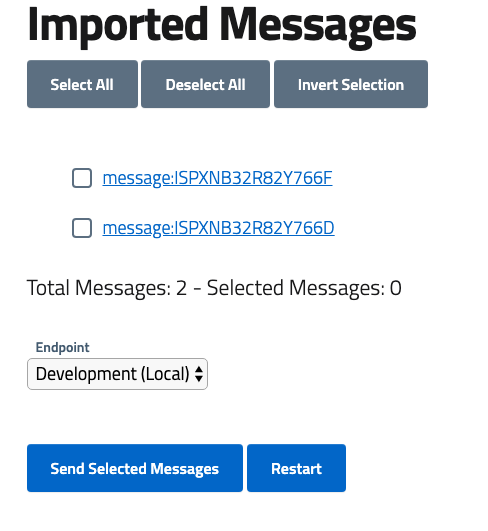 Imported Messages
Select All Deselect All Invert Selection
message:ISPXNB32R82Y766F
message:ISPXNB32R82Y766D
Total Messages: 2 - Selected Messages: 0
Endpoint
Development (Local)
Send Selected Messages Restart